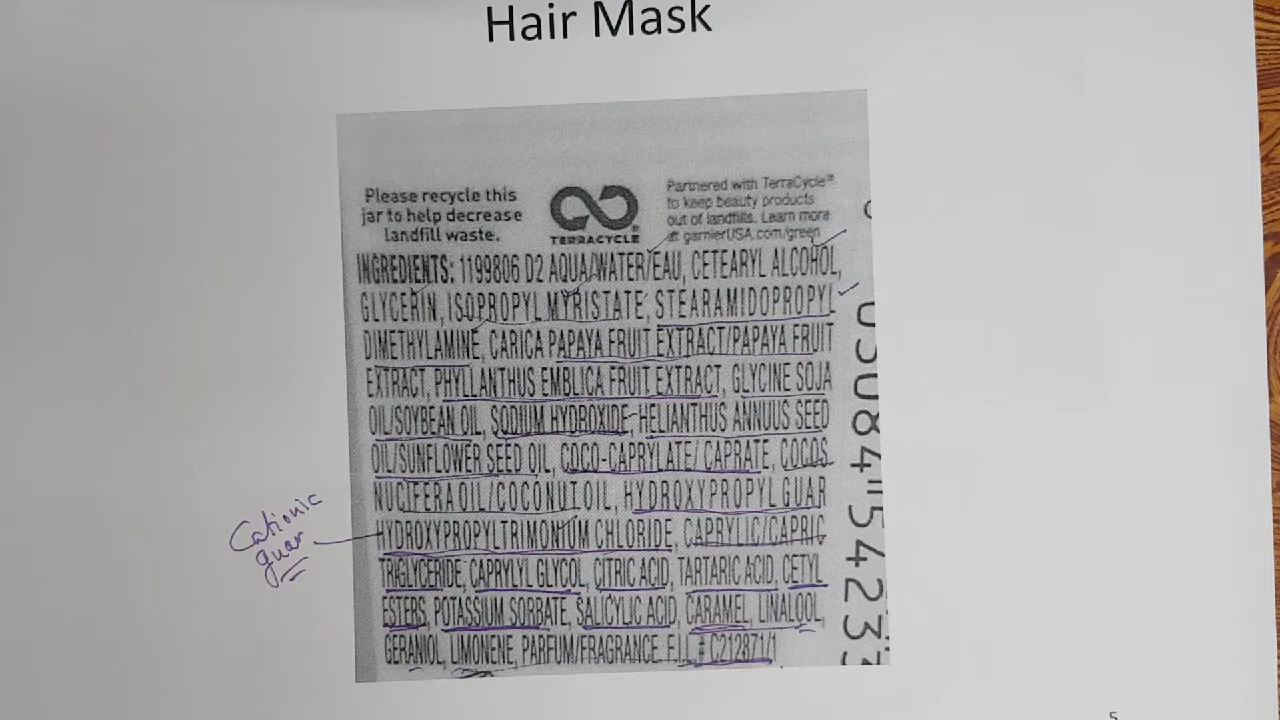 Hair Mask
Please recycle this
jar to help decrease
landfill waste.
TERRACYCLE®
Partnered with TerraCycle®
to keep beauty products
out of landfills. Learn more
at garnierUSA.com/green
INGREDIENTS: 1199806 D2 AQUA/WATER/EAU, CETEARYL ALCOHOL,
GLYCERIN, ISOPROPYL MYRISTATE, STEARAMIDOPROPYL
DIMETHYLAMINE, CARICA PAPAYA FRUIT EXTRACT/PAPAYA FRUIT
EXTRACT, PHYLLANTHUS EMBLICA FRUIT EXTRACT, GLYCINE SOJA
OIL/SOYBEAN OIL, SODIUM HYDROXIDE, HELIANTHUS ANNUUS SEED
OIL/SUNFLOWER SEED OIL, COCO-CAPRYLATE/ CAPRATE, COCOS
NUCIFERA OIL/COCONUT OIL, HYDROXYPROPYL GUAR
HYDROXYPROPYLTRIMONIUM CHLORIDE, CAPRYLIC/CAPRIC
TRIGLYCERIDE, CAPRYLYL GLYCOL, CITRIC ACID, TARTARIC ACID, CETYL
ESTERS, POTASSIUM SORBATE, SALICYLIC ACID, CARAMEL, LINALOOL,
GERANIOL, LIMONENE, PARFUM/FRAGRANCE. F.I.L. # C212871/1
Cationic
guar
03084 54233
5